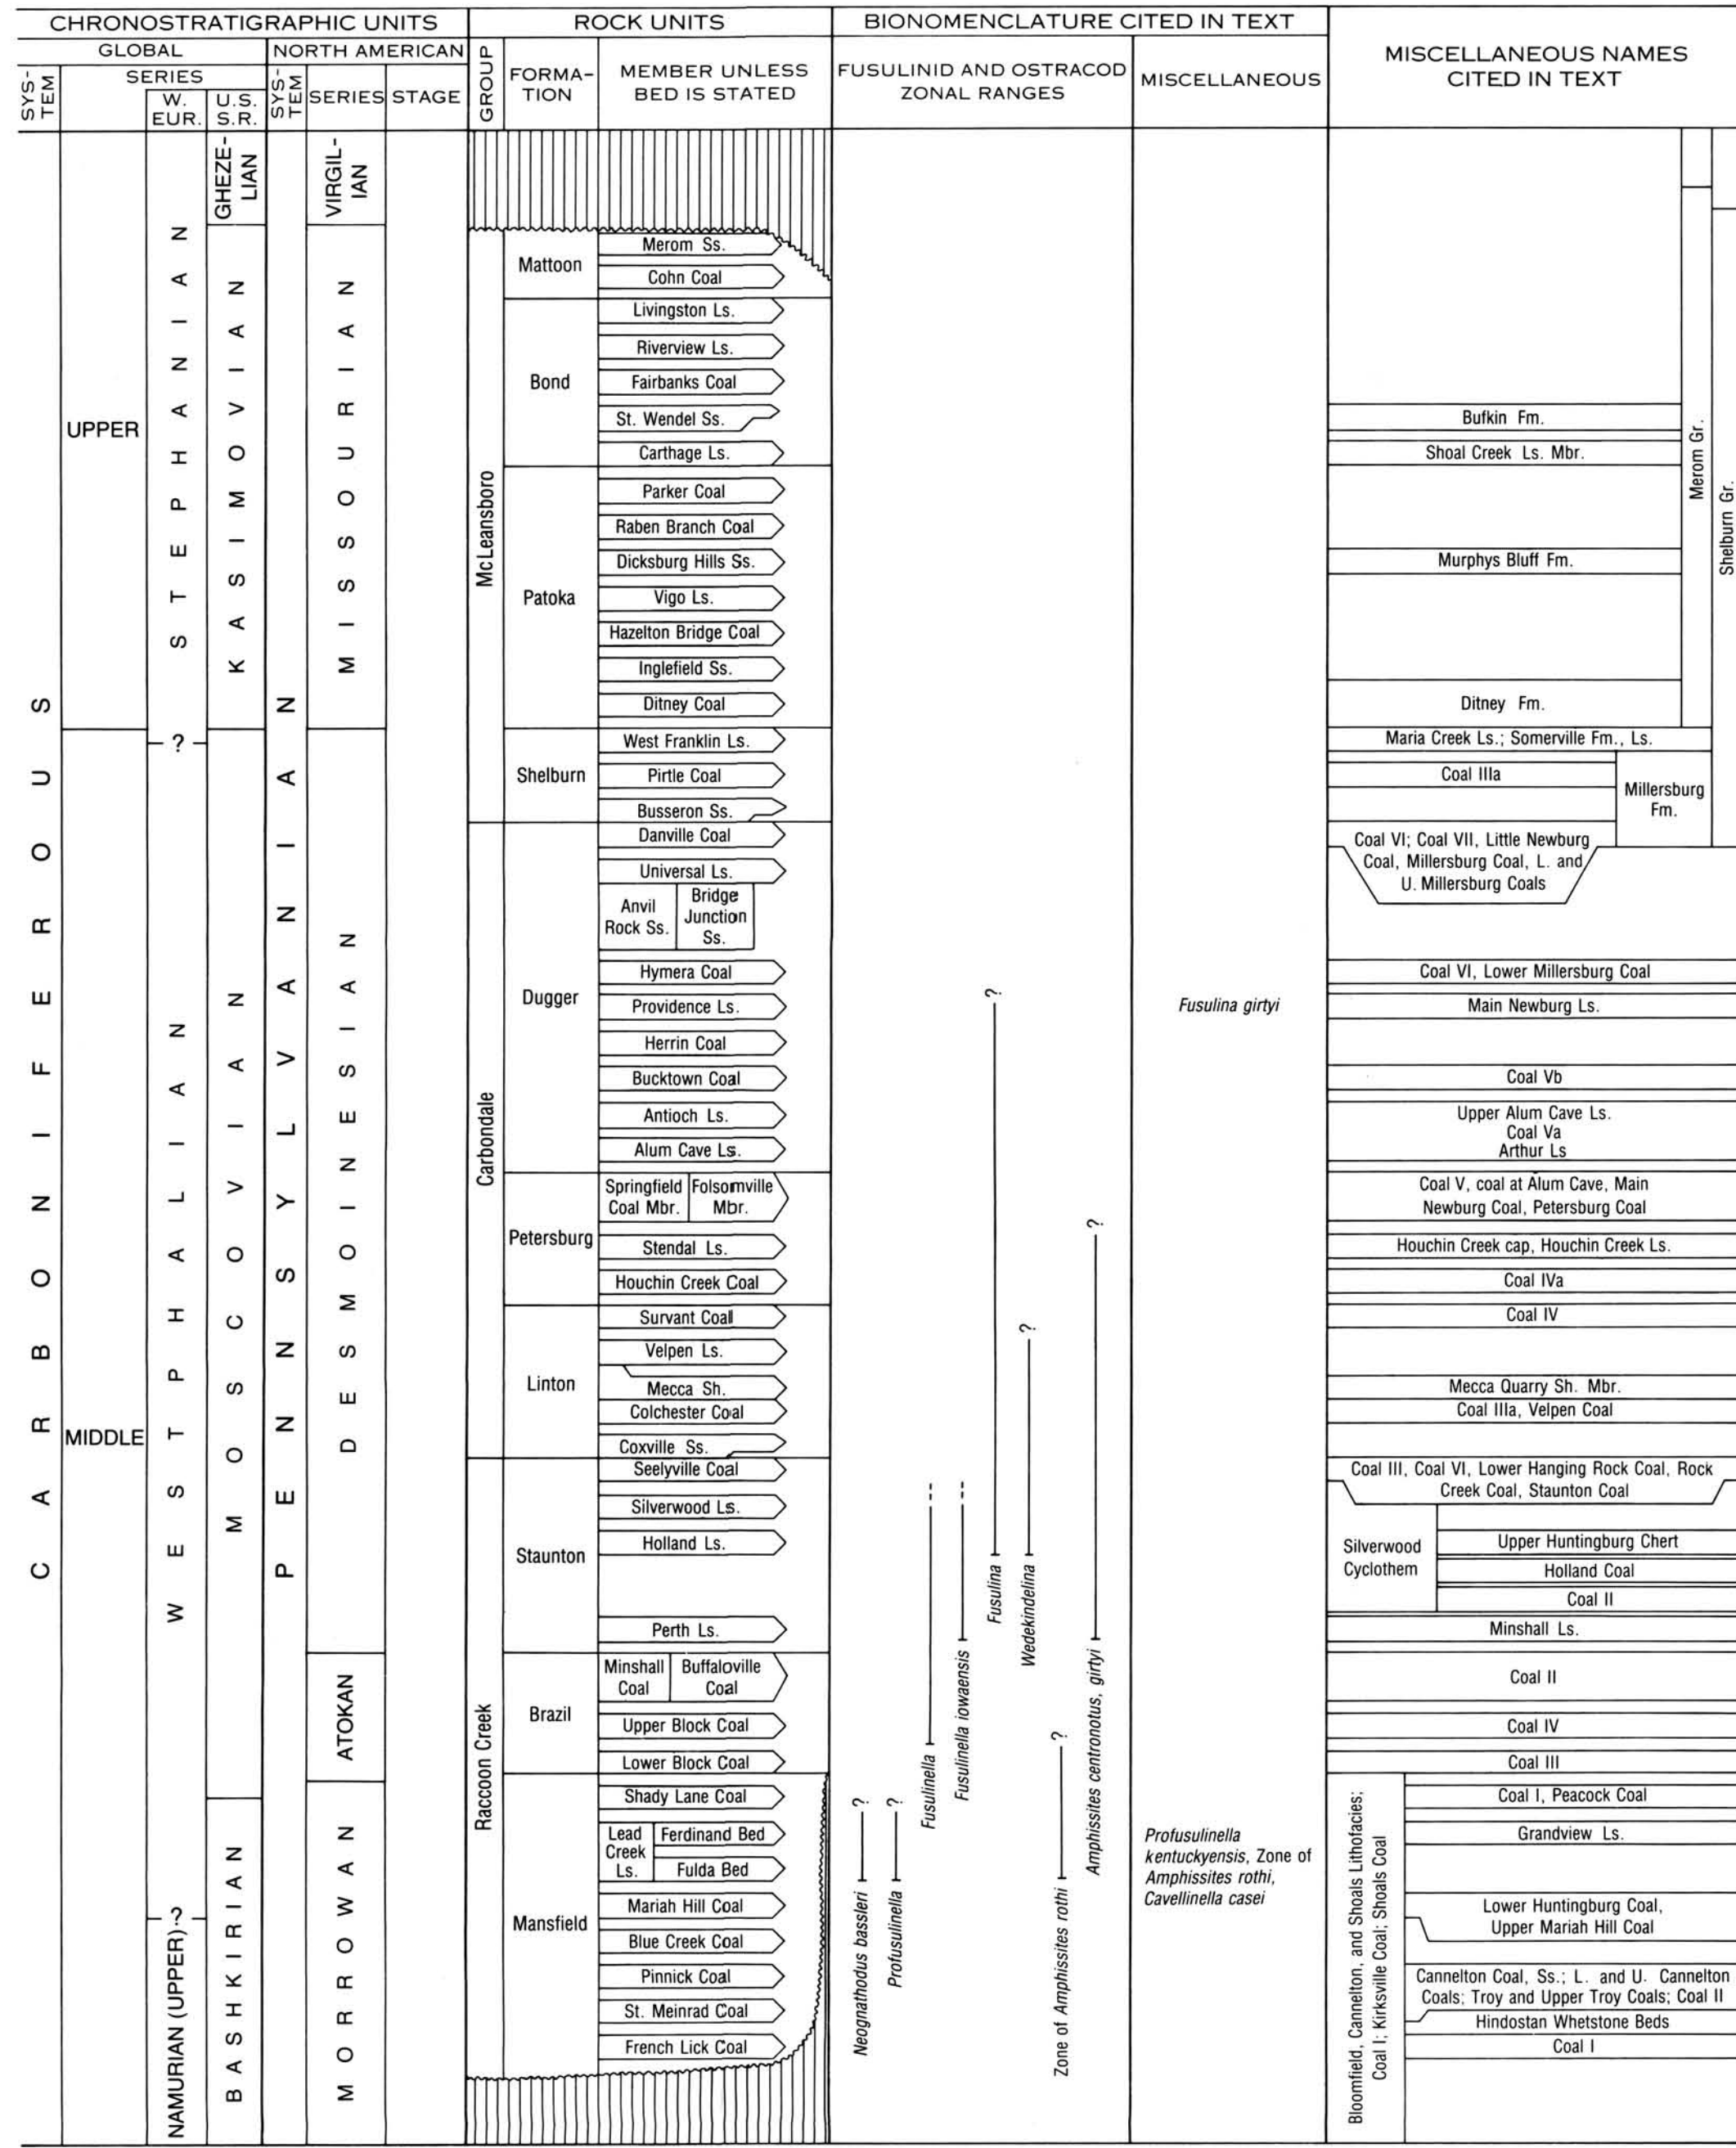 CHRONOSTRATIGRAPHIC UNITS
ROCK UNITS
BIONOMENCLATURE CITED IN TEXT
MISCELLANEOUS NAMES
CITED IN TEXT
GLOBAL
NORTH AMERICAN
SYS-
TEM
SERIES
W.
EUR.
U.S.
S.R.
SYS-
TEM
SERIES
STAGE
GROUP
FORMA-
TION
MEMBER UNLESS
BED IS STATED
FUSULINID AND OSTRACOD
ZONAL RANGES
MISCELLANEOUS
CARBONIFEROUS
UPPER
MIDDLE
STEPHANIAN
?
WESTPHALIAN
?
NAMURIAN (UPPER)
GHEZE-
LIAN
KASIMOVIAN
MOSCOVIAN
BASHKIRIAN
PENNSYLVANIAN
VIRGIL-
IAN
MISSOURIAN
DESMOINESIAN
ATOKAN
MORROWAN
McLeansboro
Carbondale
Raccoon Creek
Mattoon
Merom Ss.
Cohn Coal
Bond
Livingston Ls.
Riverview Ls.
Fairbanks Coal
St. Wendel Ss.
Carthage Ls.
Patoka
Parker Coal
Raben Branch Coal
Dicksburg Hills Ss.
Vigo Ls.
Hazelton Bridge Coal
Inglefield Ss.
Ditney Coal
Shelburn
West Franklin Ls.
Pirtle Coal
Busseron Ss.
Dugger
Danville Coal
Universal Ls.
Anvil
Rock Ss.
Bridge
Junction
Ss.
Hymera Coal
Providence Ls.
Herrin Coal
Bucktown Coal
Antioch Ls.
Alum Cave Ls.
Petersburg
Springfield
Coal Mbr.
Folsomville
Mbr.
Stendal Ls.
Houchin Creek Coal
Linton
Survant Coal
Velpen Ls.
Mecca Sh.
Colchester Coal
Coxville Ss.
Staunton
Seelyville Coal
Silverwood Ls.
Holland Ls.
Perth Ls.
Brazil
Minshall
Coal
Buffaloville
Coal
Upper Block Coal
Lower Block Coal
Mansfield
Shady Lane Coal
Lead
Creek
Ls.
Ferdinand Bed
Fulda Bed
Mariah Hill Coal
Blue Creek Coal
Pinnick Coal
St. Meinrad Coal
French Lick Coal
Neognathodus bassleri ?
Profusulinella ?
Fusulinella
Fusulinella iowaensis
Fusulina ?
Wedekindelina ?
Zone of Amphissites rothi ?
Amphissites centronotus, girtyi ?
Fusulina girtyi
Profusulinella
kentuckyensis, Zone of
Amphissites rothi,
Cavellinella casei
Merom Gr.
Shelburn Gr.
Bufkin Fm.
Shoal Creek Ls. Mbr.
Murphys Bluff Fm.
Ditney Fm.
Maria Creek Ls.; Somerville Fm., Ls.
Coal IIIa
Millersburg
Fm.
Coal VI; Coal VII, Little Newburg
Coal, Millersburg Coal, L. and
U. Millersburg Coals
Coal VI, Lower Millersburg Coal
Main Newburg Ls.
Coal Vb
Upper Alum Cave Ls.
Coal Va
Arthur Ls
Coal V, coal at Alum Cave, Main
Newburg Coal, Petersburg Coal
Houchin Creek cap, Houchin Creek Ls.
Coal IVa
Coal IV
Mecca Quarry Sh. Mbr.
Coal IIIa, Velpen Coal
Coal III, Coal VI, Lower Hanging Rock Coal, Rock
Creek Coal, Staunton Coal
Silverwood
Cyclothem
Upper Huntingburg Chert
Holland Coal
Coal II
Minshall Ls.
Coal II
Coal IV
Coal III
Bloomfield, Cannelton, and Shoals Lithofacies;
Coal I; Kirksville Coal; Shoals Coal
Coal I, Peacock Coal
Grandview Ls.
Lower Huntingburg Coal,
Upper Mariah Hill Coal
Cannelton Coal, Ss.; L. and U. Cannelton
Coals; Troy and Upper Troy Coals; Coal II
Hindostan Whetstone Beds
Coal I